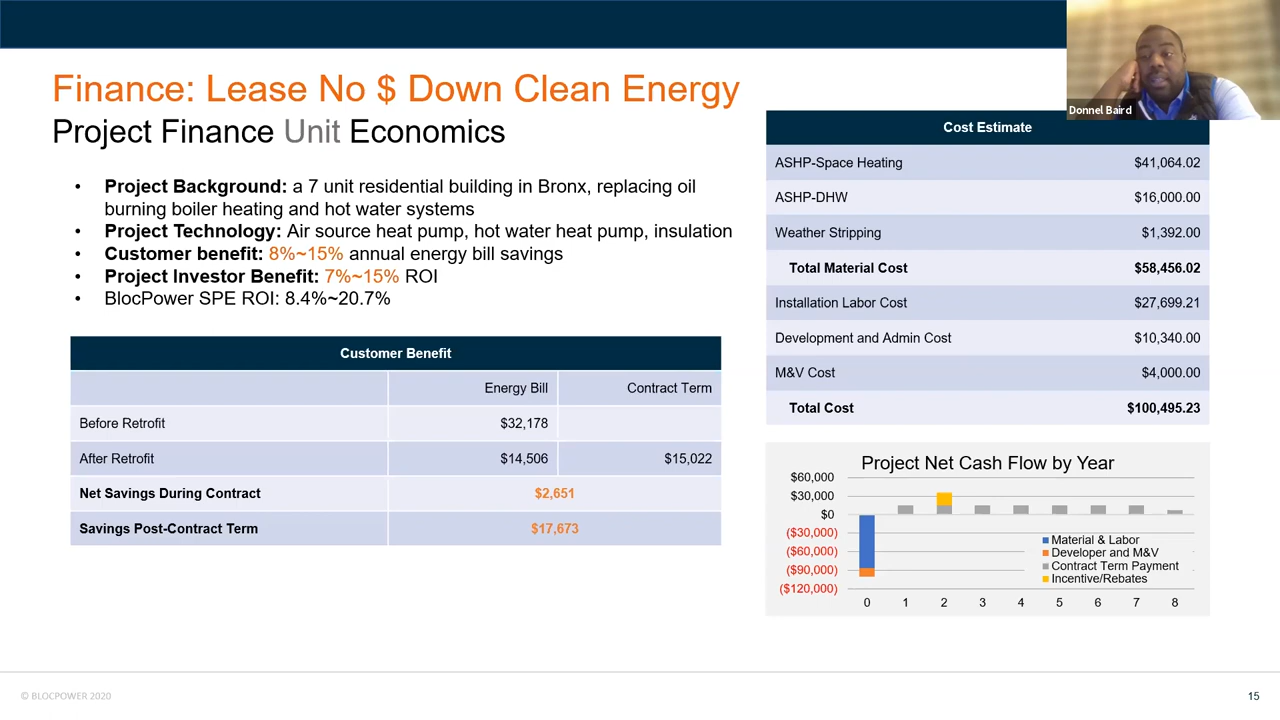 Donnel Baird
Finance: Lease No $ Down Clean Energy
Project Finance Unit Economics
• Project Background: a 7 unit residential building in Bronx, replacing oil
burning boiler heating and hot water systems
• Project Technology: Air source heat pump, hot water heat pump, insulation
• Customer benefit: 8%~15% annual energy bill savings
• Project Investor Benefit: 7%~15% ROI
• BlocPower SPE ROI: 8.4%~20.7%
Customer Benefit
Energy Bill Contract Term
Before Retrofit $32,178
After Retrofit $14,506 $15,022
Net Savings During Contract $2,651
Savings Post-Contract Term $17,673
Cost Estimate
ASHP-Space Heating $41,064.02
ASHP-DHW $16,000.00
Weather Stripping $1,392.00
Total Material Cost $58,456.02
Installation Labor Cost $27,699.21
Development and Admin Cost $10,340.00
M&V Cost $4,000.00
Total Cost $100,495.23
Project Net Cash Flow by Year
$60,000
$30,000
$0
($30,000)
($60,000)
($90,000)
($120,000)
Material & Labor
Developer and M&V
Contract Term Payment
Incentive/Rebates
0 1 2 3 4 5 6 7 8
© BLOCPOWER 2020
15